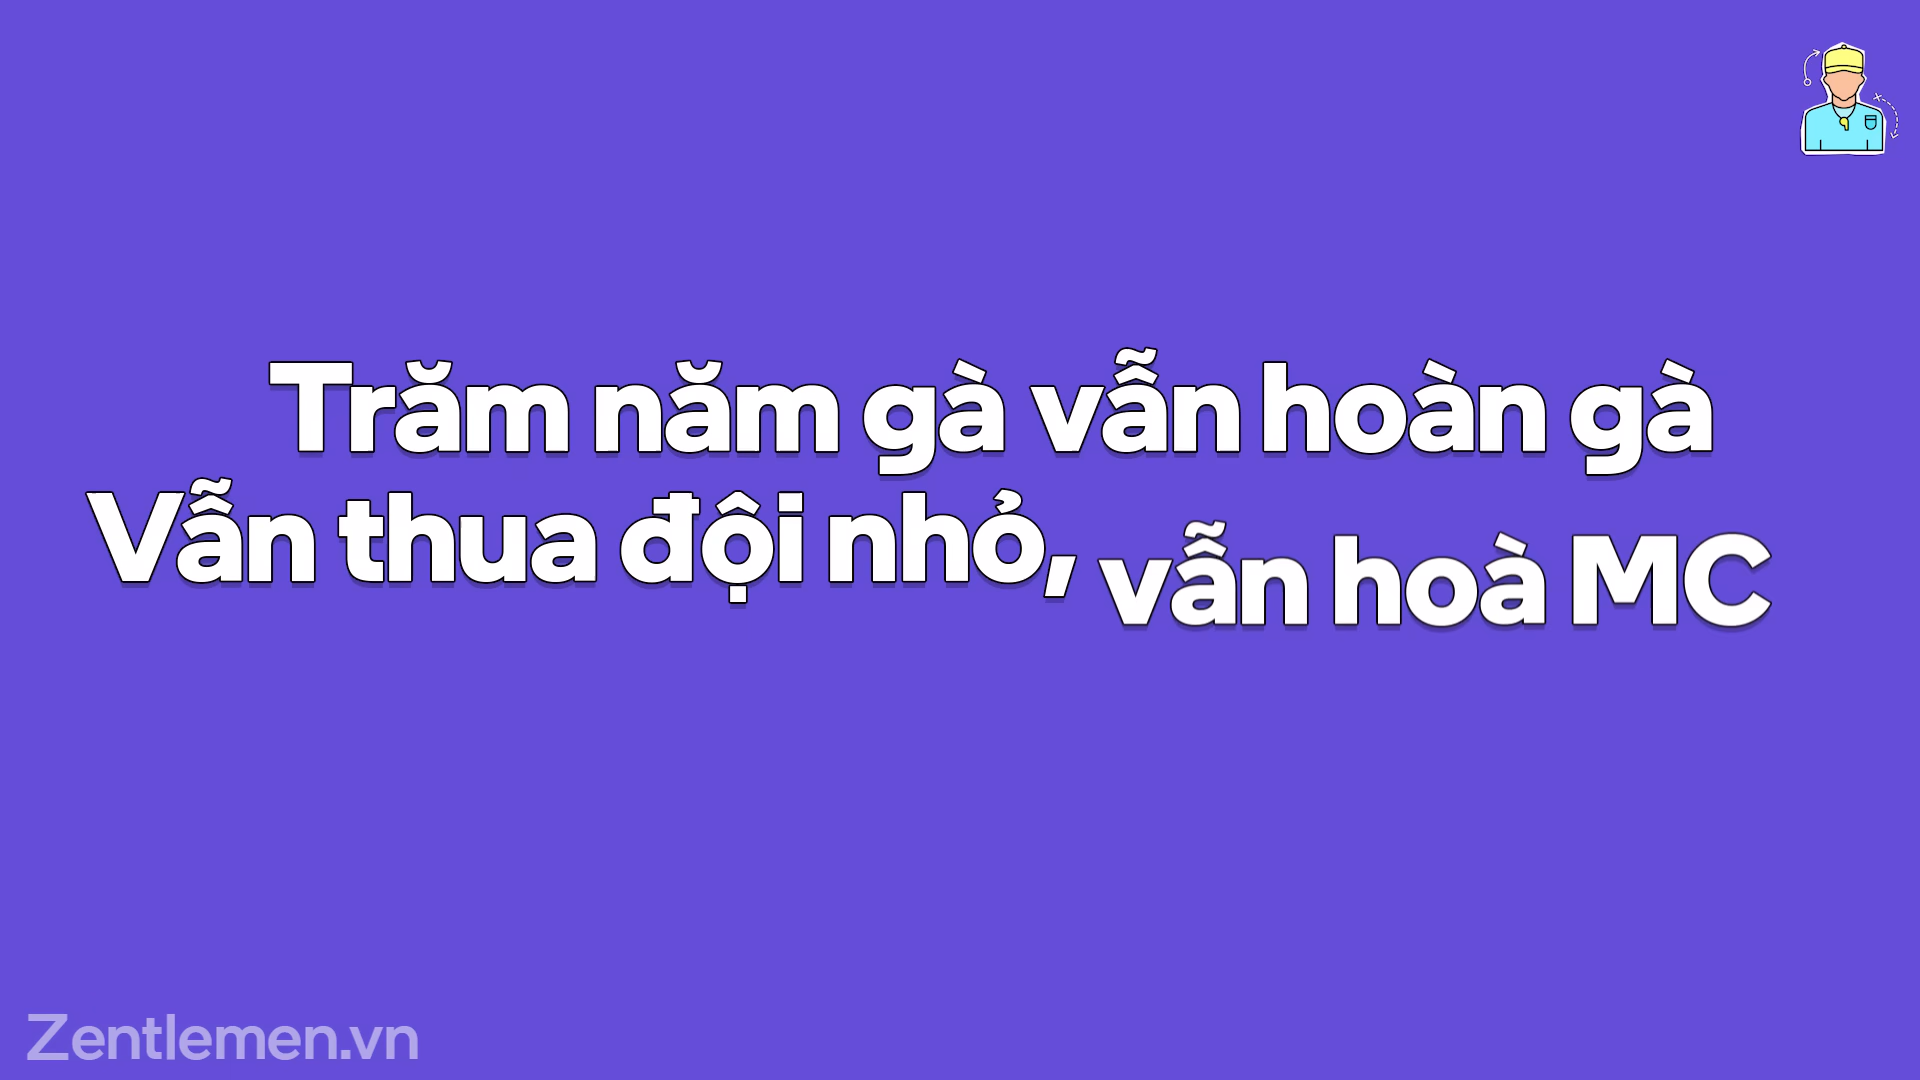 Trăm năm gà vẫn hoàn gà
Vẫn thua đội nhỏ, vẫn hoà MC
Zentlemen.vn